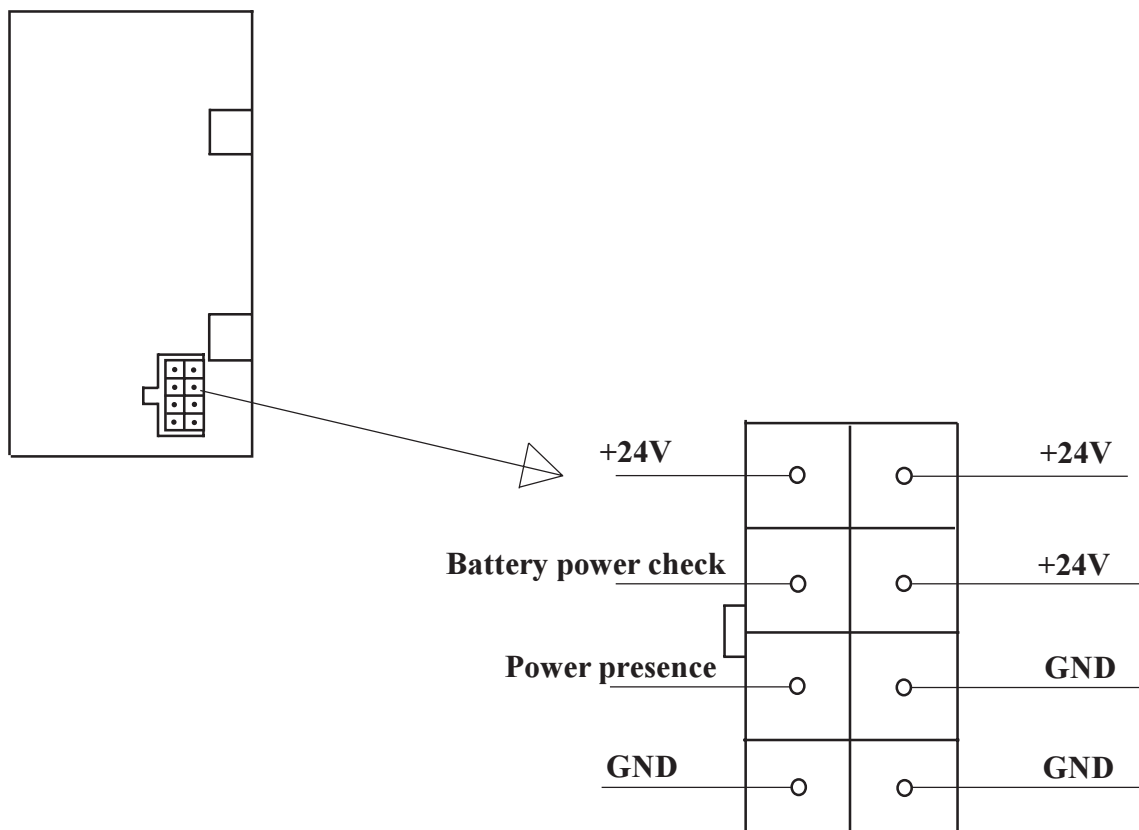 +24V
+24V
Battery power check
+24V
Power presence
GND
GND
GND